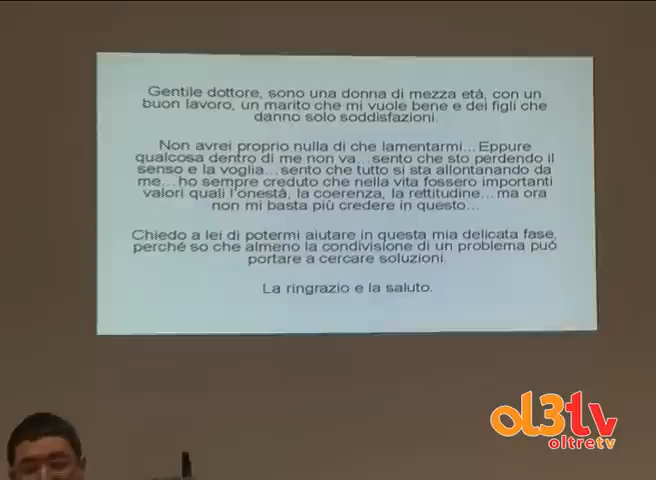 Gentile dottore, sono una donna di mezza età, con un
buon lavoro, un marito che mi vuole bene e dei figli che
danno solo soddisfazioni.
Non avrei proprio nulla di che lamentarmi...Eppure
qualcosa dentro di me non va...sento che sto perdendo il
senso e la voglia...sento che tutto si sta allontanando da
me...ho sempre creduto che nella vita fossero importanti
valori quali l'onestà, la coerenza, la rettitudine...ma ora
non mi basta più credere in questo...
Chiedo a lei di potermi aiutare in questa mia delicata fase,
perché so che almeno la condivisione di un problema può
portare a cercare soluzioni.
La ringrazio e la saluto.
ol3tv
oltretv